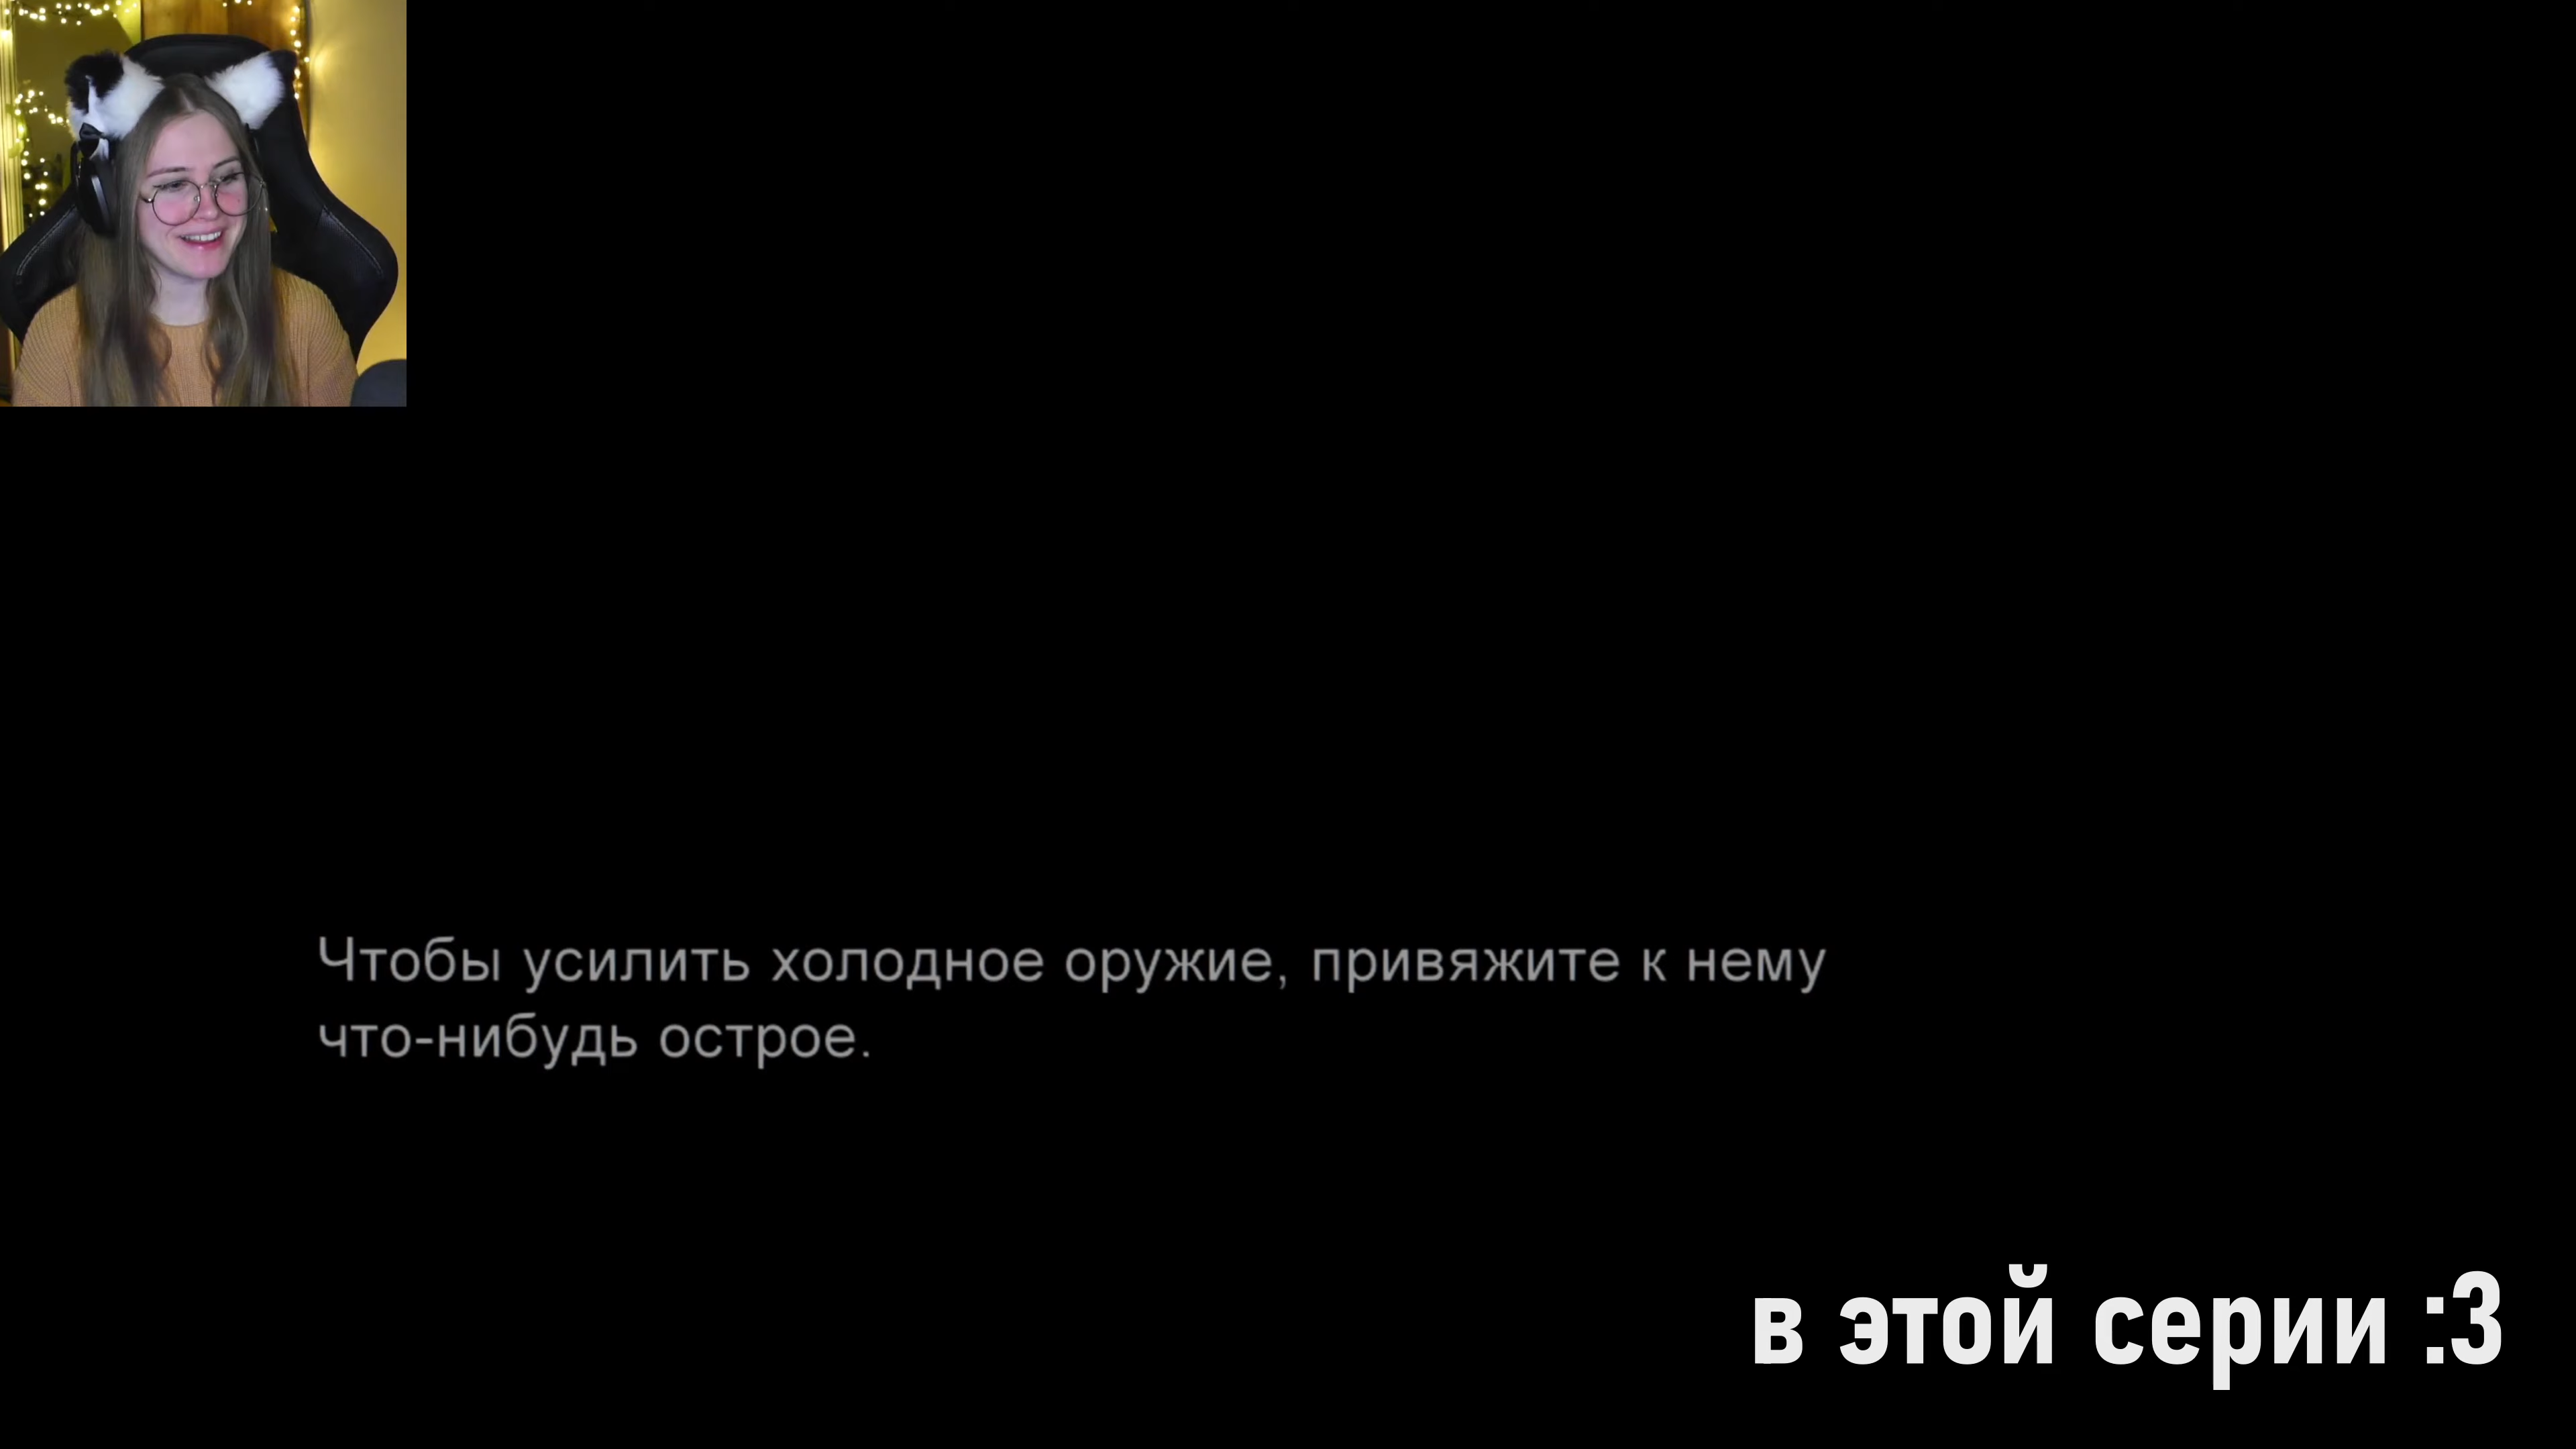 Чтобы усилить холодное оружие, привяжите к нему
что-нибудь острое.
в этой серии :3